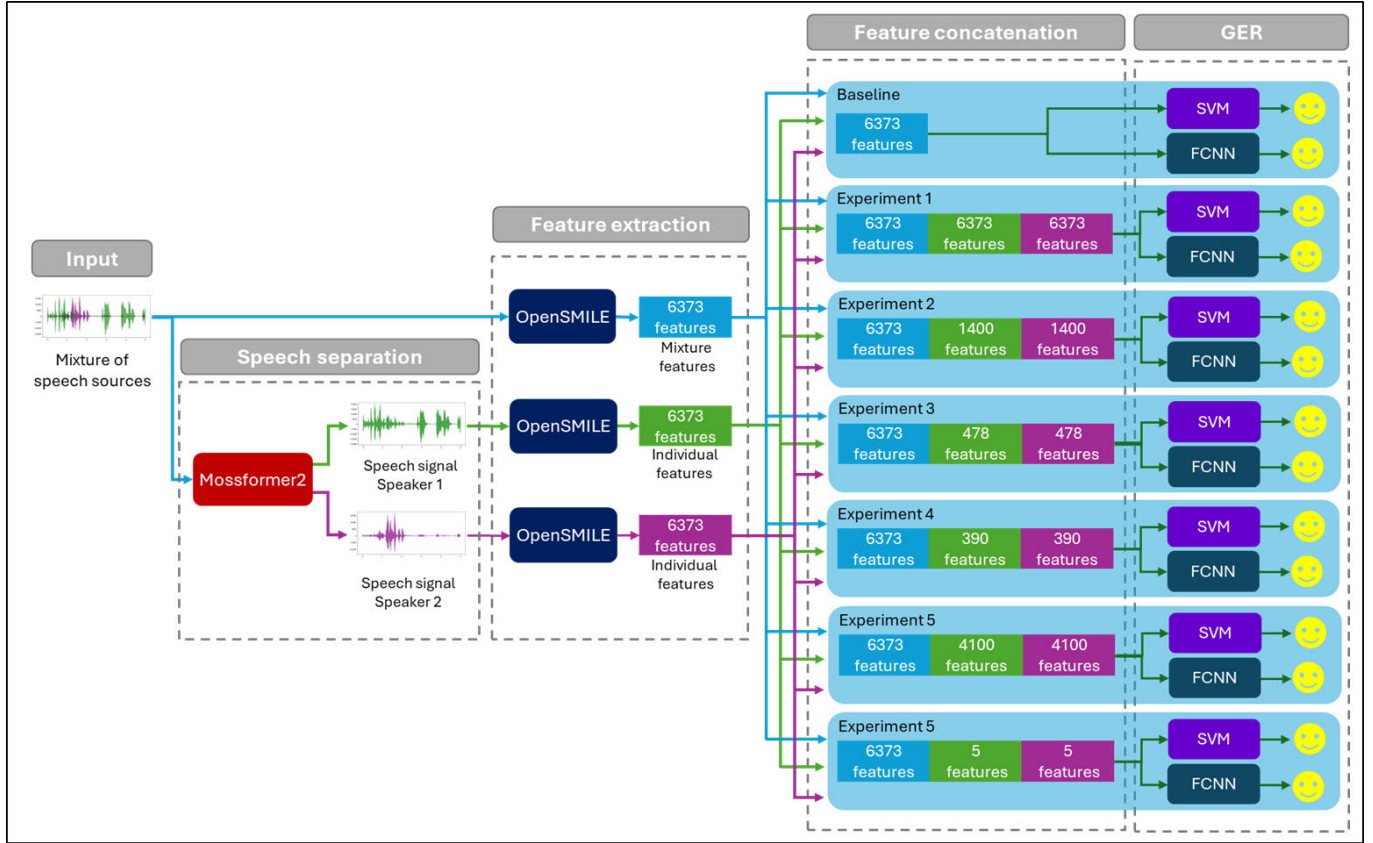 Input
Mixture of
speech sources
Speech separation
Mossformer2
Speech signal
Speaker 1
Speech signal
Speaker 2
Feature extraction
OpenSMILE
6373
features
Mixture
features
OpenSMILE
6373
features
Individual
features
OpenSMILE
6373
features
Individual
features
Feature concatenation
GER
Baseline
6373
features
SVM
FCNN
Experiment 1
6373 6373 6373
features features features
SVM
FCNN
Experiment 2
6373 1400 1400
features features features
SVM
FCNN
Experiment 3
6373 478 478
features features features
SVM
FCNN
Experiment 4
6373 390 390
features features features
SVM
FCNN
Experiment 5
6373 4100 4100
features features features
SVM
FCNN
Experiment 5
6373 5 5
features features features
SVM
FCNN